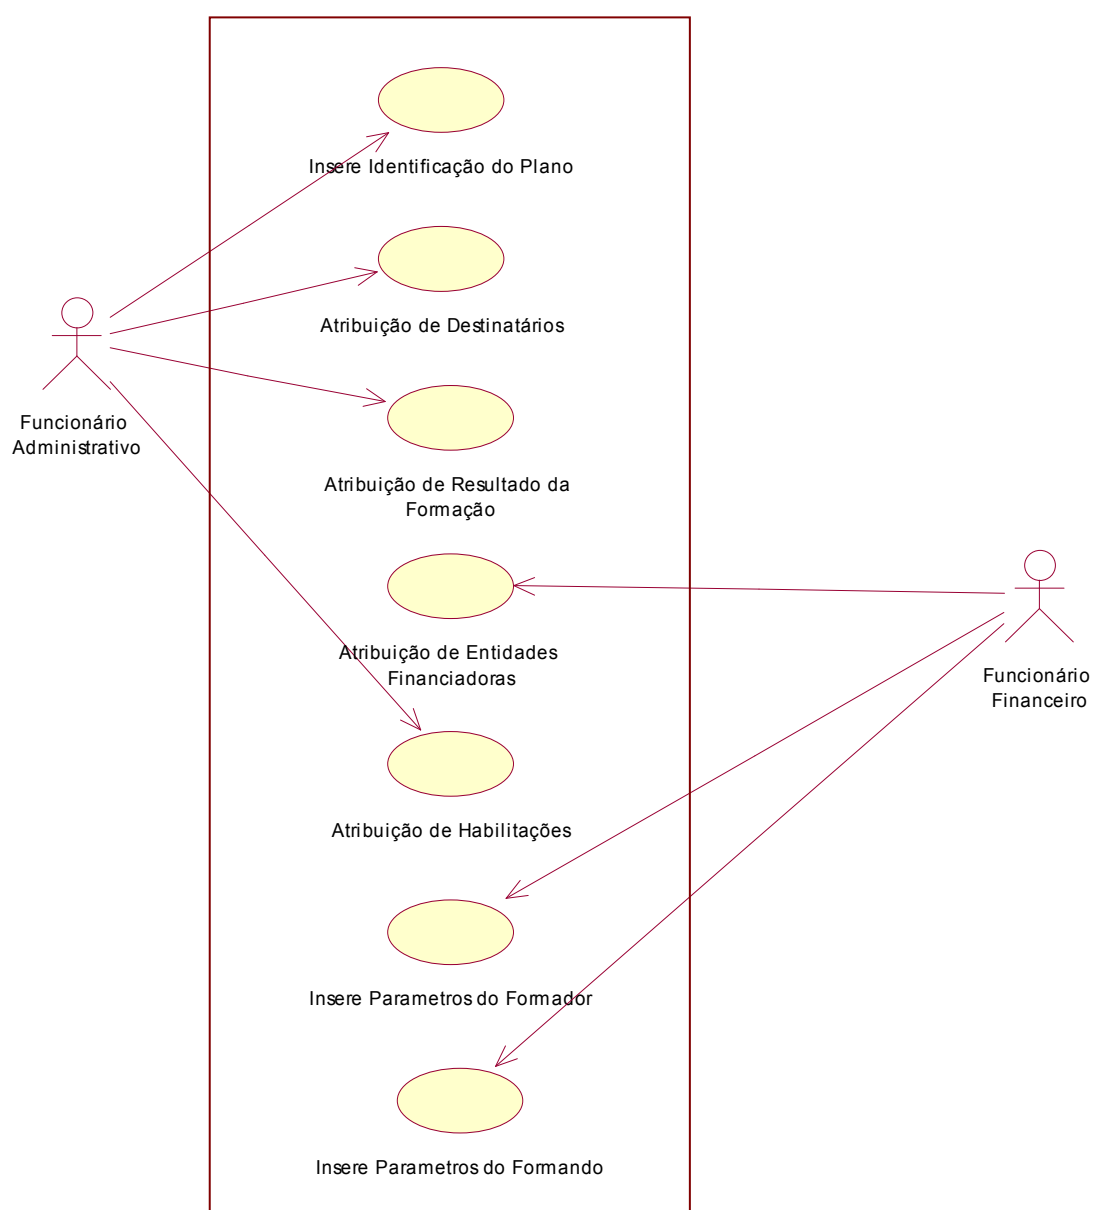 Insere Identificação do Plano
Atribuição de Destinatários
Funcionário
Administrativo
Atribuição de Resultado da
Formação
Atribuição de Entidades
Financiadoras
Funcionário
Financeiro
Atribuição de Habilitações
Insere Parametros do Formador
Insere Parametros do Formando